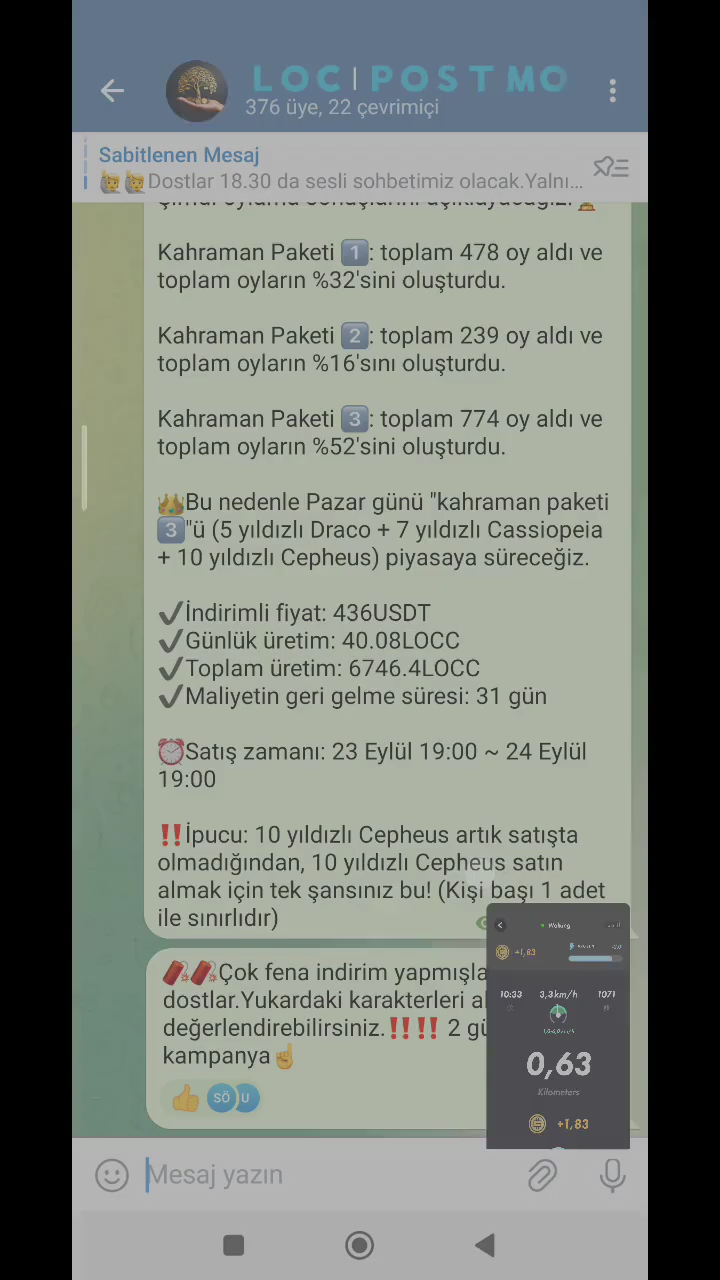 LOC|POSTMO
376 üye, 22 çevrimiçi
Sabitlenen Mesaj
🙋🙋Dostlar 18.30 da sesli sohbetimiz olacak.Yalnı...
Kahraman Paketi 1️⃣: toplam 478 oy aldı ve
toplam oyların %32'sini oluşturdu.
Kahraman Paketi 2️⃣: toplam 239 oy aldı ve
toplam oyların %16'sını oluşturdu.
Kahraman Paketi 3️⃣: toplam 774 oy aldı ve
toplam oyların %52'sini oluşturdu.
👑Bu nedenle Pazar günü "kahraman paketi
3️⃣"ü (5 yıldızlı Draco + 7 yıldızlı Cassiopeia
+ 10 yıldızlı Cepheus) piyasaya süreceğiz.
✔️İndirimli fiyat: 436USDT
✔️Günlük üretim: 40.08LOCC
✔️Toplam üretim: 6746.4LOCC
✔️Maliyetin geri gelme süresi: 31 gün
⏰Satış zamanı: 23 Eylül 19:00 ~ 24 Eylül
19:00
‼️İpucu: 10 yıldızlı Cepheus artık satışta
olmadığından, 10 yıldızlı Cepheus satın
almak için tek şansınız bu! (Kişi başı 1 adet
ile sınırlıdır)
🧨🧨Çok fena indirim yapmışla
dostlar.Yukardaki karakterleri al
değerlendirebilirsiniz.‼️‼️ 2 gü
kampanya☝️
SÖ U
Walking
+1,83
10:33 3,3km/h 1071
0,63
Kilometers
+1,83
Mesaj yazın